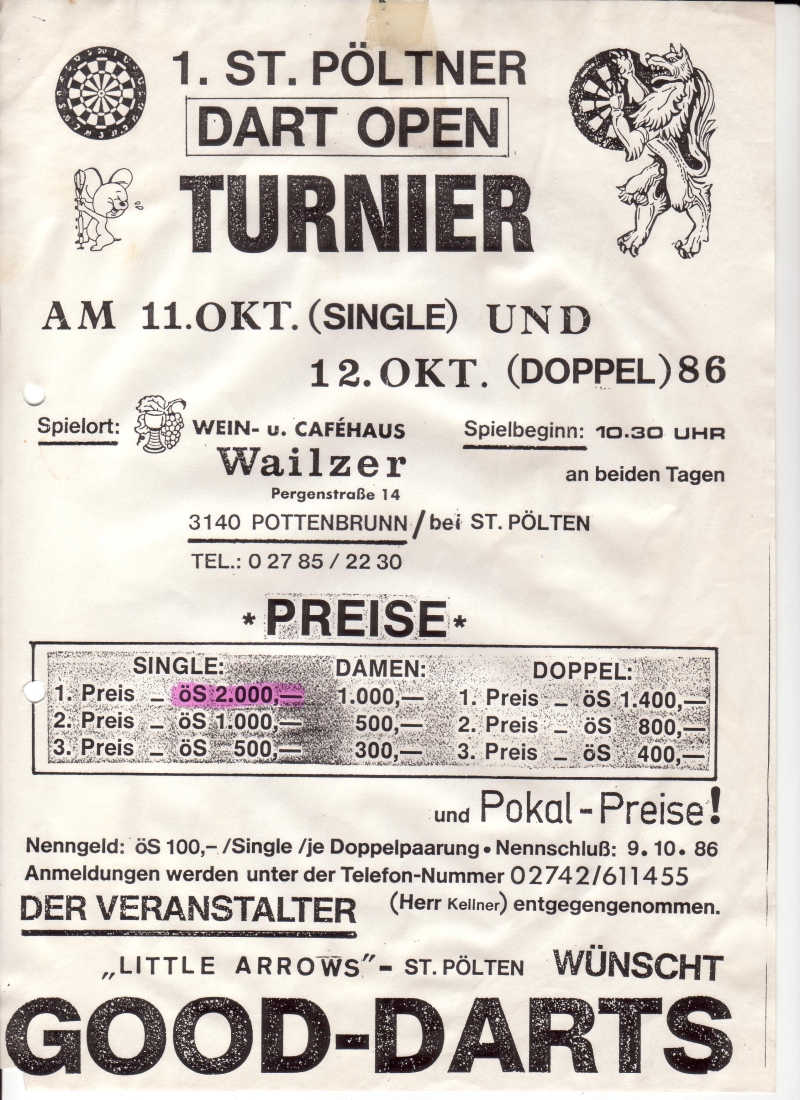 1. ST. PÖLTNER
DART OPEN
TURNIER
AM 11.OKT. (SINGLE) UND
12.OKT. (DOPPEL) 86
Spielort: WEIN- u. CAFÉHAUS
Wailzer
Pergenstraße 14
Spielbeginn: 10.30 UHR
an beiden Tagen
3140 POTTENBRUNN/bei ST. PÖLTEN
TEL.: 0 27 85 / 22 30
* PREISE *
SINGLE: DAMEN: DOPPEL:
1. Preis – öS 2.000,— 1.000,— 1. Preis – öS 1.400,—
2. Preis – öS 1.000,— 500,— 2. Preis – öS 800,—
3. Preis – öS 500,— 300,— 3. Preis – öS 400,—
und Pokal-Preise!
Nenngeld: öS 100,– /Single /je Doppelpaarung • Nennschluß: 9. 10. 86
Anmeldungen werden unter der Telefon-Nummer 02742/611455
(Herr Kellner) entgegengenommen.
DER VERANSTALTER
„LITTLE ARROWS”- ST. PÖLTEN WÜNSCHT
GOOD-DARTS